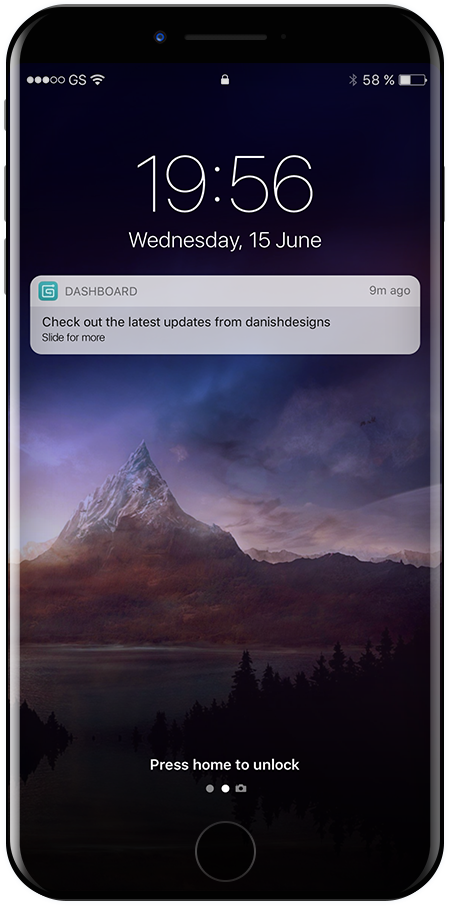 GS 58 %
19:56
Wednesday, 15 June
DASHBOARD 9m ago
Check out the latest updates from danishdesigns
Slide for more
Press home to unlock